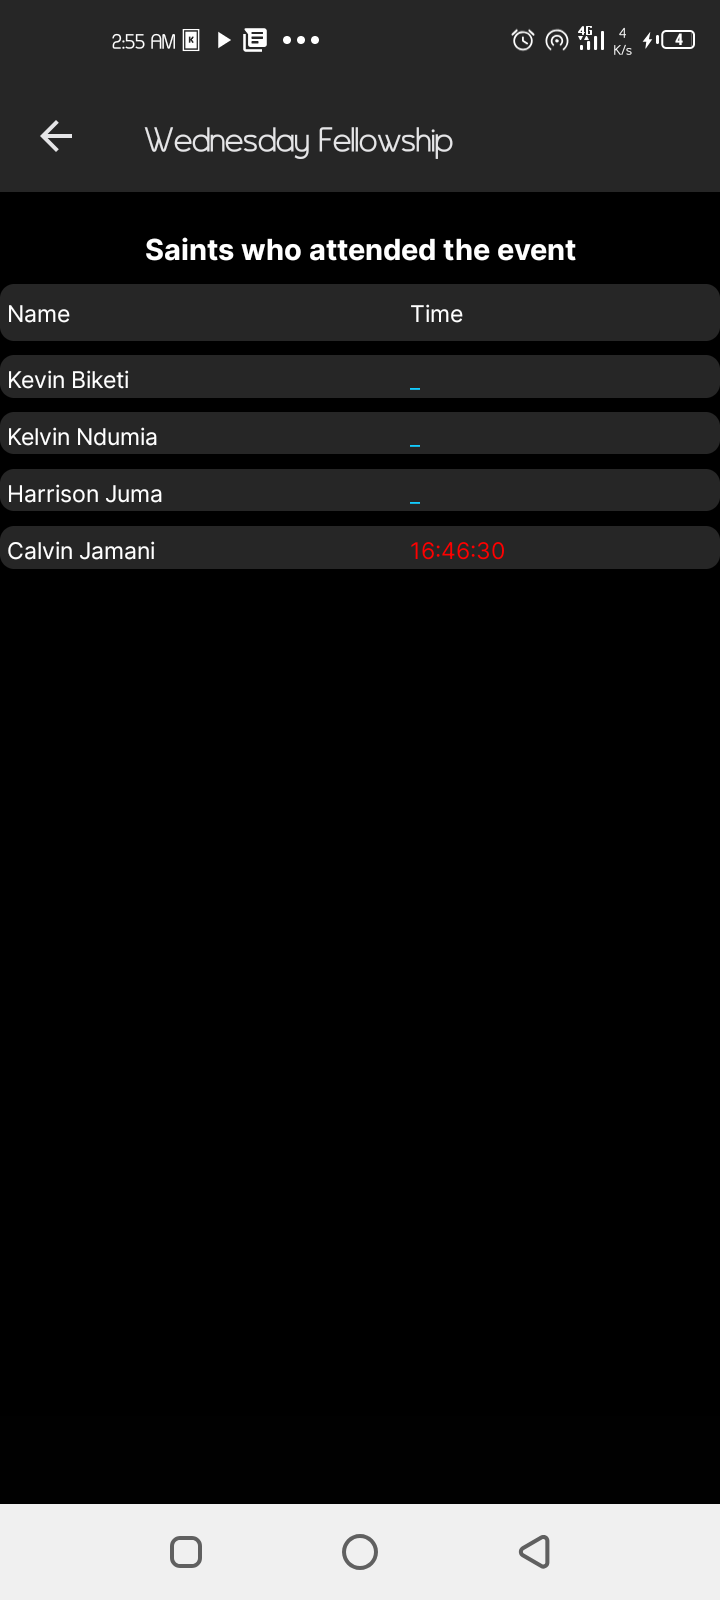 2:55 AM K 4G 4 K/s 4
Wednesday Fellowship
Saints who attended the event
Name Time
Kevin Biketi _
Kelvin Ndumia _
Harrison Juma _
Calvin Jamani 16:46:30